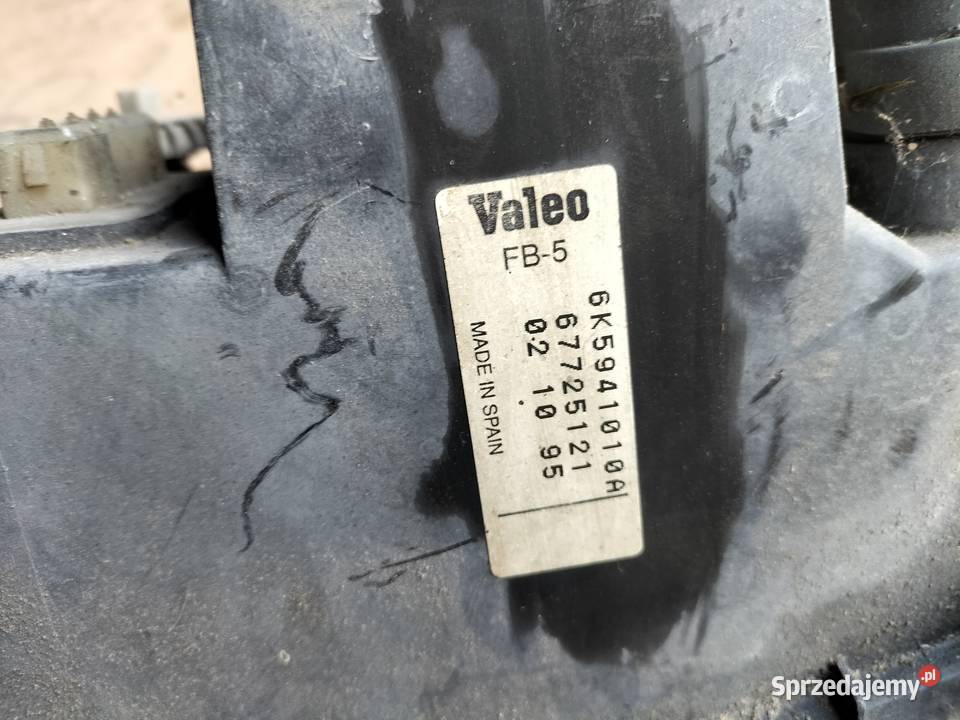 Valeo
FB-5
6K5941010A
67725121
02 10 95
MADE IN SPAIN
Sprzedajemy.pl